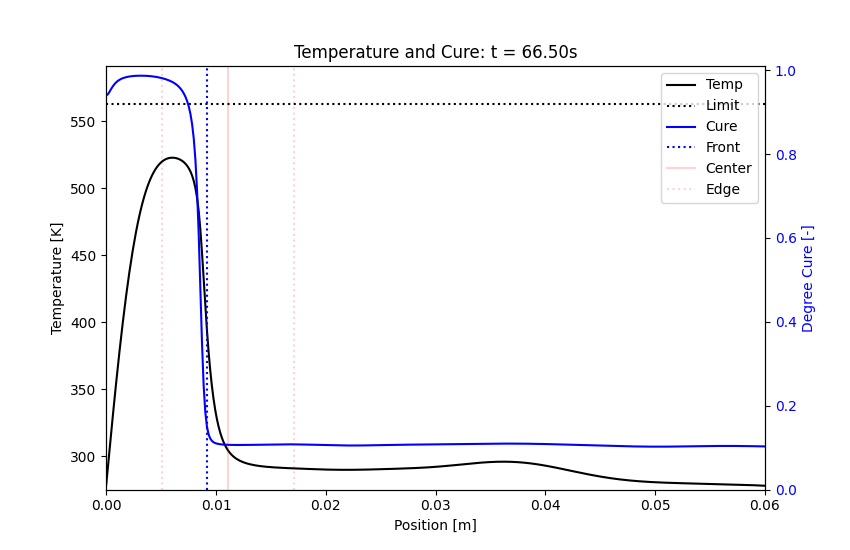 Temperature and Cure: t = 66.50s
Temperature [K]
550
500
450
400
350
300
Temp
Limit
Cure
Front
Center
Edge
1.0
0.8
0.6
0.4
0.2
0.0
Degree Cure [-]
0.00 0.01 0.02 0.03 0.04 0.05 0.06
Position [m]